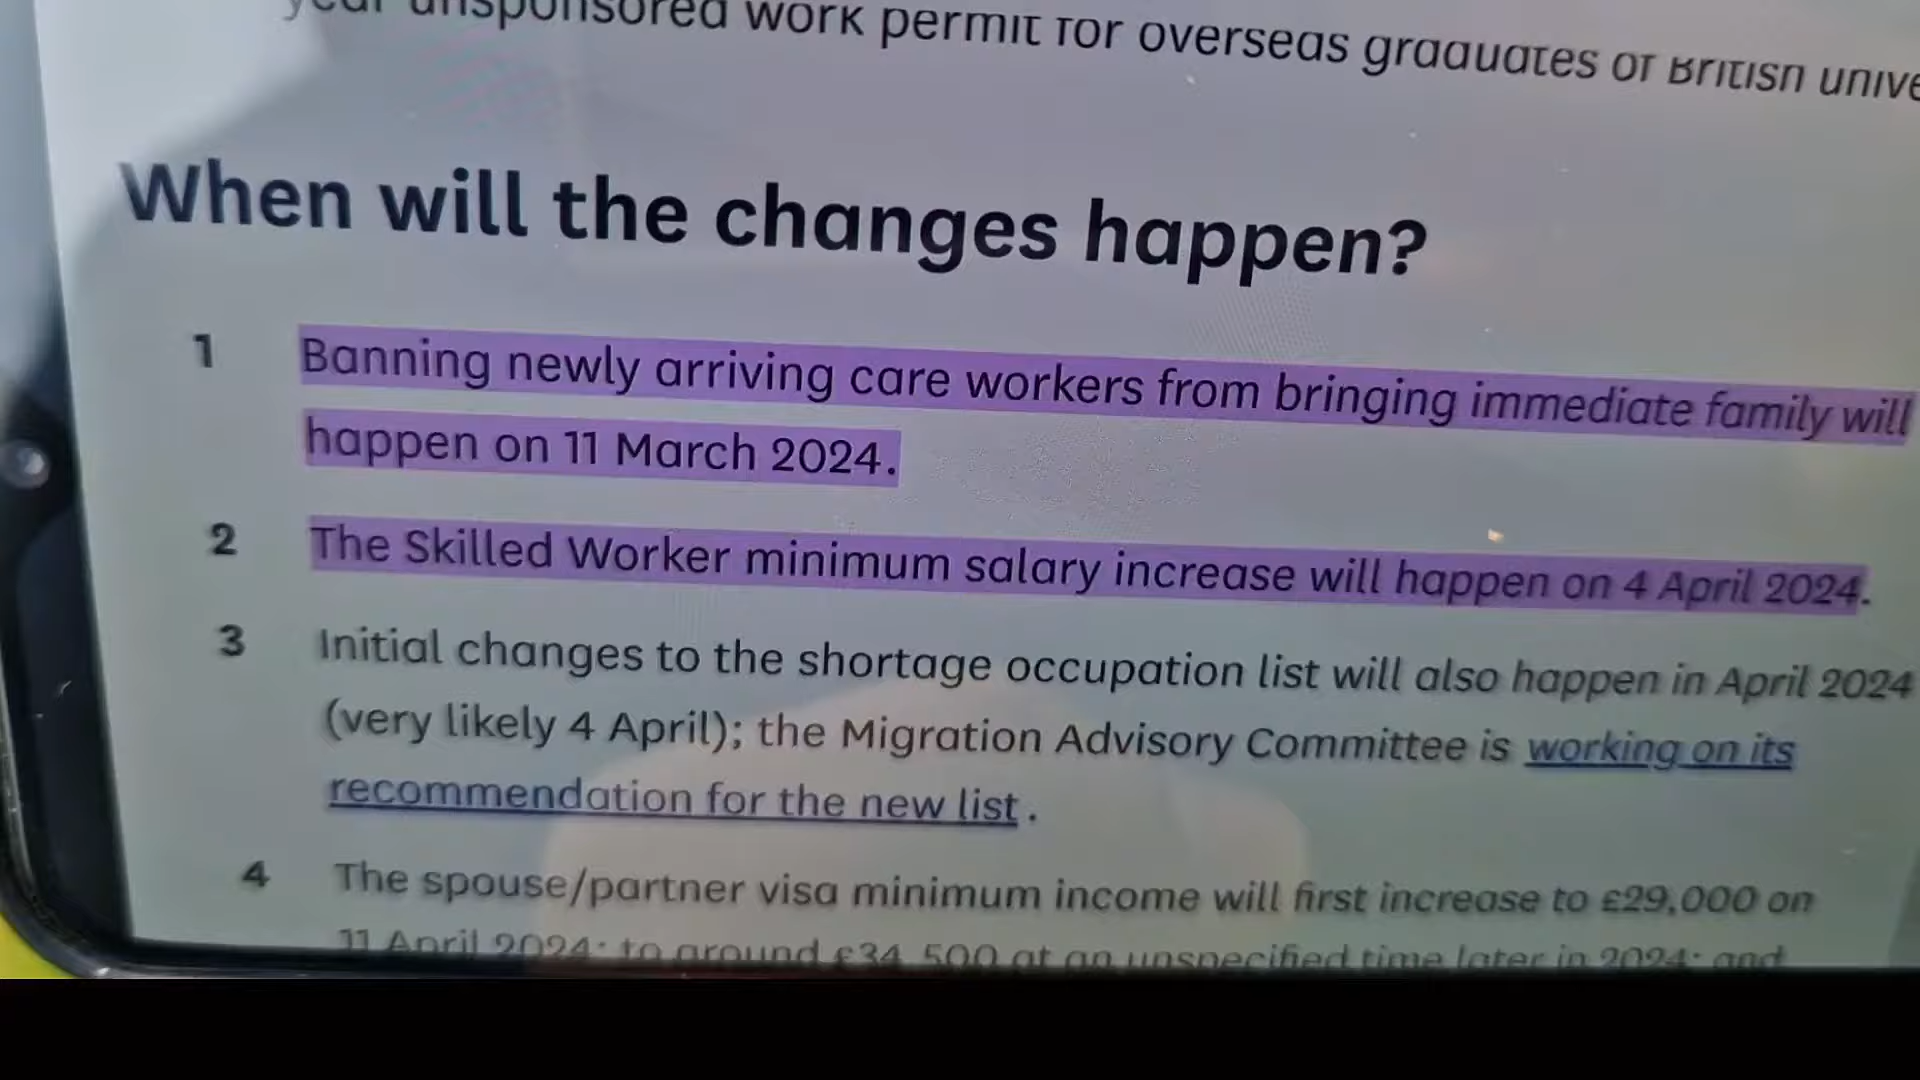 year unsponsored work permit for overseas graduates of British unive
When will the changes happen?
1 Banning newly arriving care workers from bringing immediate family will
happen on 11 March 2024.
2 The Skilled Worker minimum salary increase will happen on 4 April 2024.
3 Initial changes to the shortage occupation list will also happen in April 2024
(very likely 4 April); the Migration Advisory Committee is working on its
recommendation for the new list .
4 The spouse/partner visa minimum income will first increase to £29,000 on
11 April 2024; to around £34,500 at an unspecified time later in 2024; and